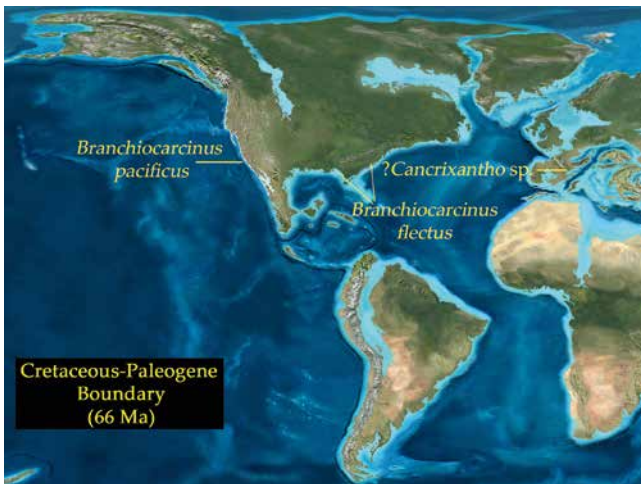 Branchiocarcinus
pacificus
?Cancrixantho sp.
Branchiocarcinus
flectus
Cretaceous-Paleogene
Boundary
(66 Ma)